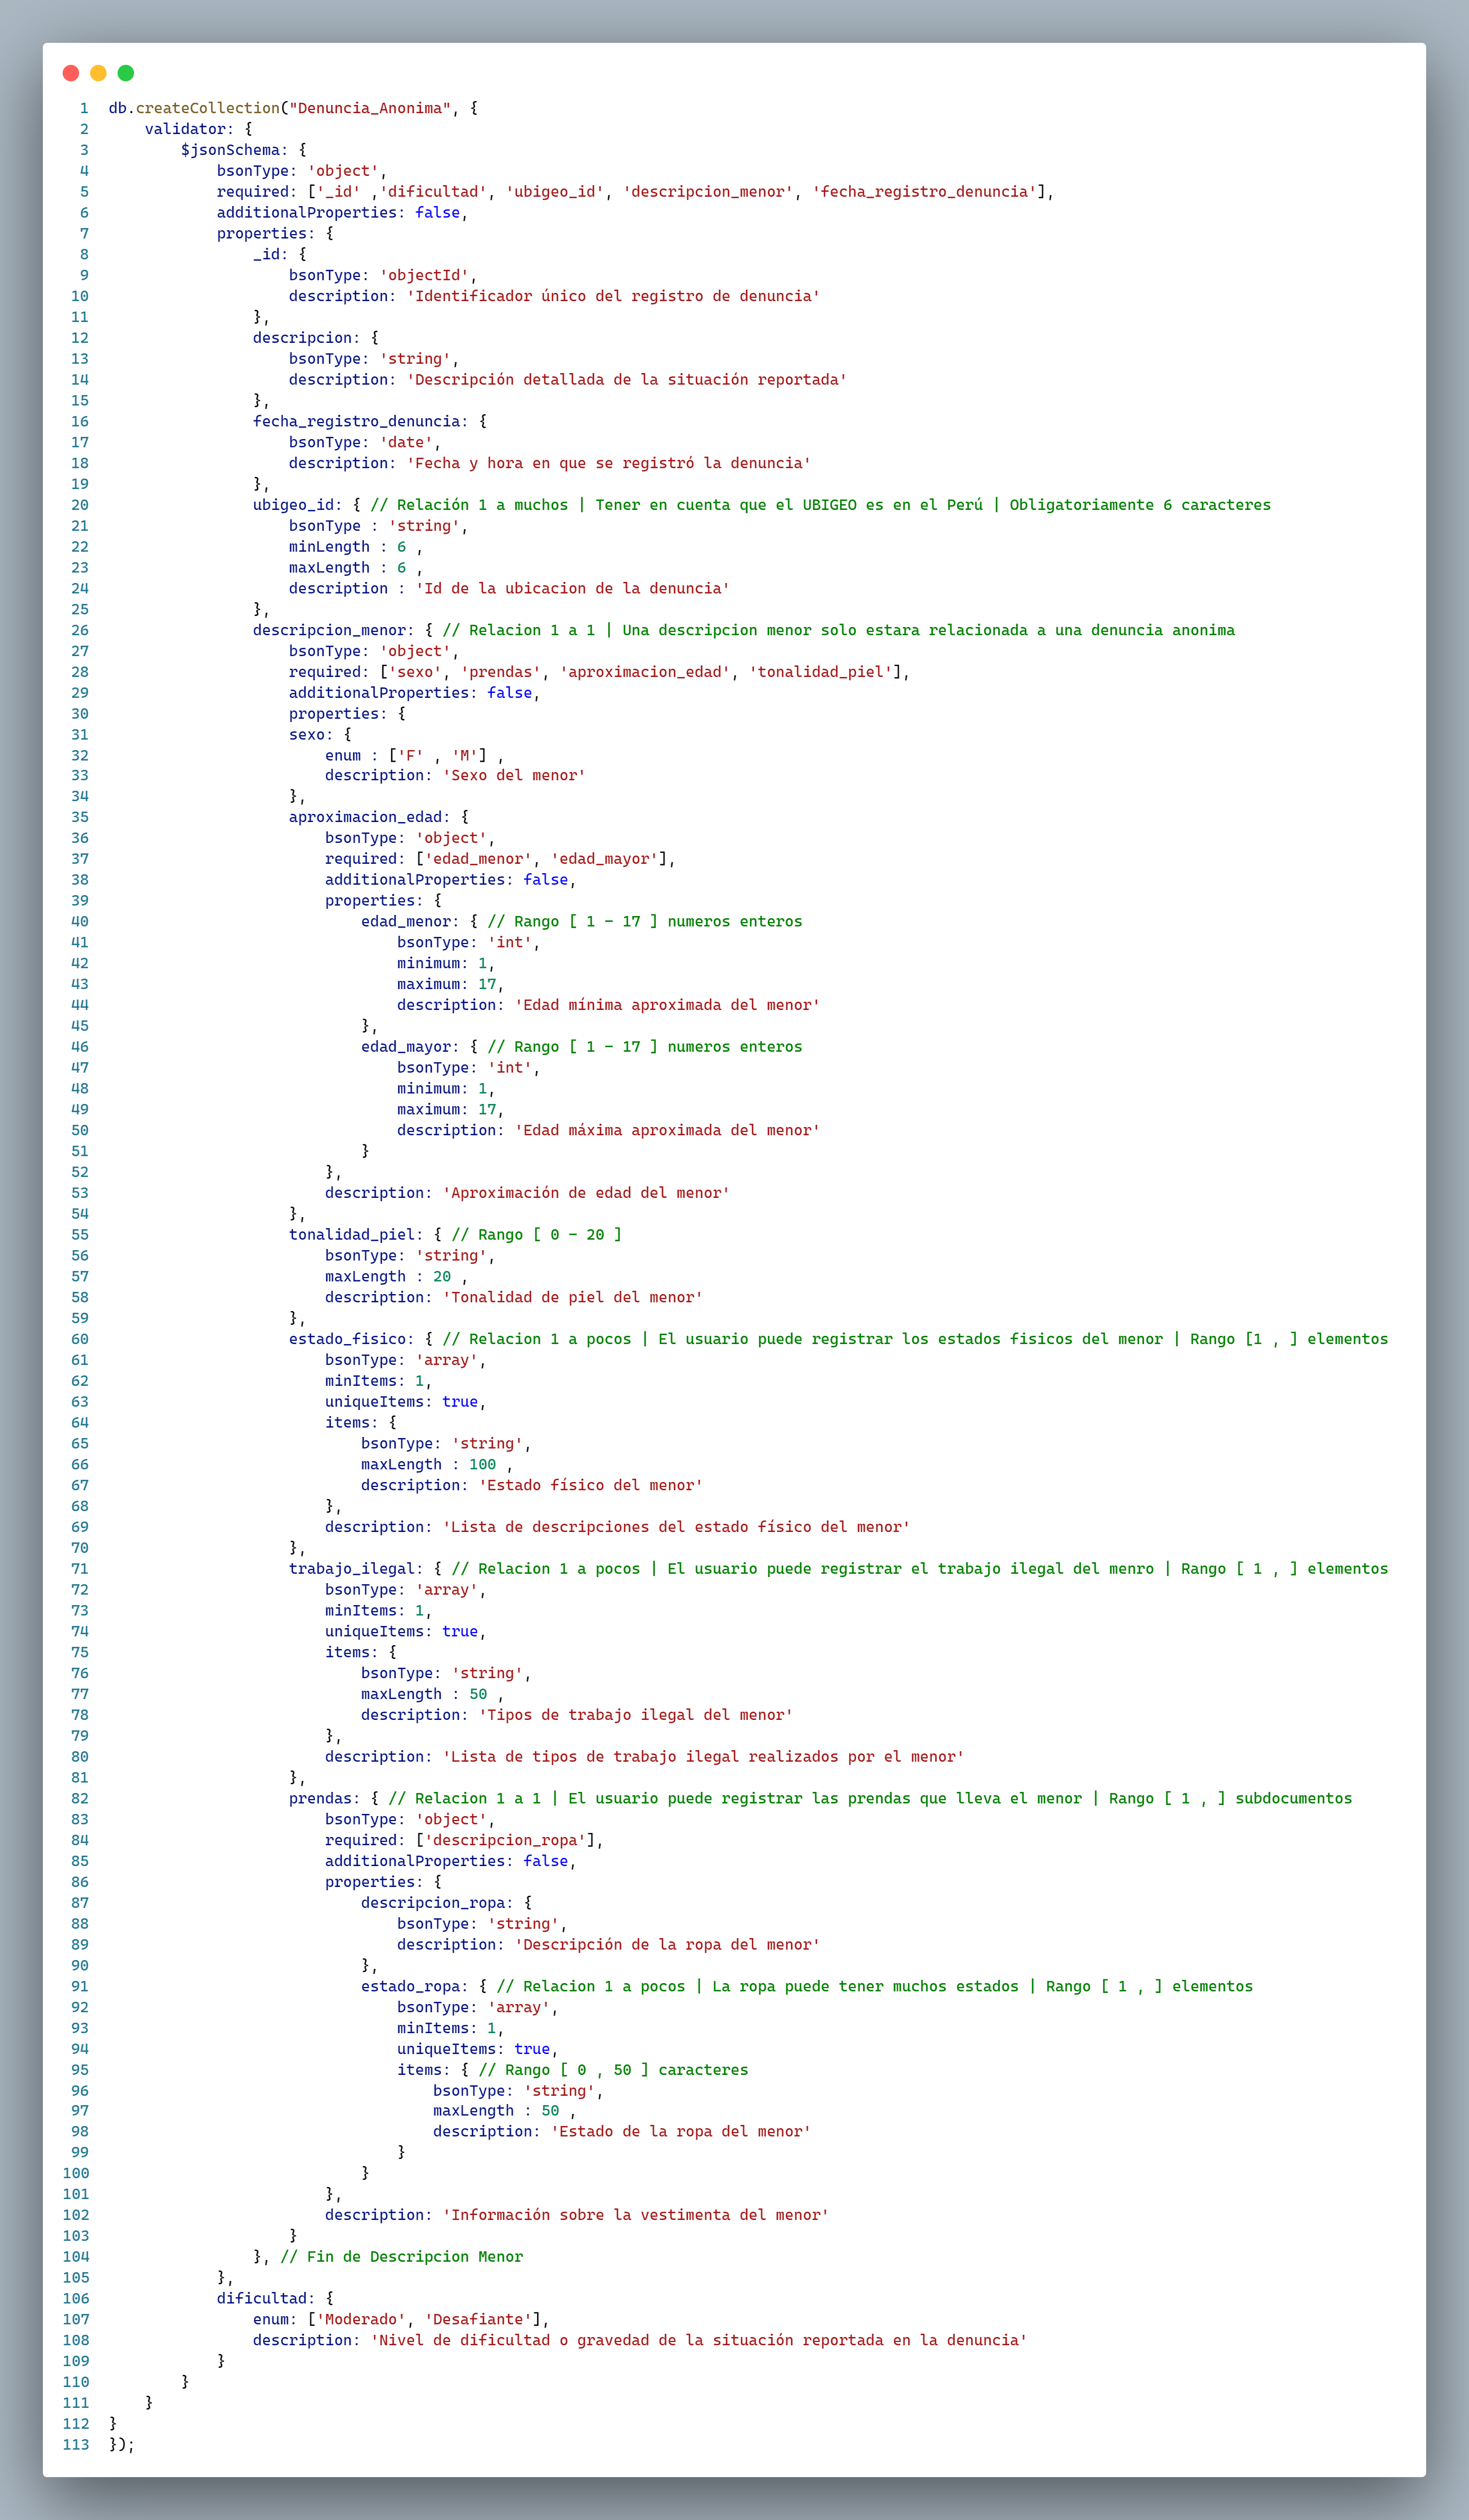 1 db.createCollection("Denuncia_Anonima", {
2     validator: {
3         $jsonSchema: {
4             bsonType: 'object',
5             required: ['_id' ,'dificultad', 'ubigeo_id', 'descripcion_menor', 'fecha_registro_denuncia'],
6             additionalProperties: false,
7             properties: {
8                 _id: {
9                     bsonType: 'objectId',
10                     description: 'Identificador único del registro de denuncia'
11                 },
12                 descripcion: {
13                     bsonType: 'string',
14                     description: 'Descripción detallada de la situación reportada'
15                 },
16                 fecha_registro_denuncia: {
17                     bsonType: 'date',
18                     description: 'Fecha y hora en que se registró la denuncia'
19                 },
20                 ubigeo_id: { // Relación 1 a muchos | Tener en cuenta que el UBIGEO es en el Perú | Obligatoriamente 6 caracteres
21                     bsonType : 'string',
22                     minLength : 6 ,
23                     maxLength : 6 ,
24                     description : 'Id de la ubicacion de la denuncia'
25                 },
26                 descripcion_menor: { // Relacion 1 a 1 | Una descripcion menor solo estara relacionada a una denuncia anonima
27                     bsonType: 'object',
28                     required: ['sexo', 'prendas', 'aproximacion_edad', 'tonalidad_piel'],
29                     additionalProperties: false,
30                     properties: {
31                     sexo: {
32                         enum : ['F' , 'M'] ,
33                         description: 'Sexo del menor'
34                     },
35                     aproximacion_edad: {
36                         bsonType: 'object',
37                         required: ['edad_menor', 'edad_mayor'],
38                         additionalProperties: false,
39                         properties: {
40                             edad_menor: { // Rango [ 1 - 17 ] numeros enteros
41                                 bsonType: 'int',
42                                 minimum: 1,
43                                 maximum: 17,
44                                 description: 'Edad mínima aproximada del menor'
45                             },
46                             edad_mayor: { // Rango [ 1 - 17 ] numeros enteros
47                                 bsonType: 'int',
48                                 minimum: 1,
49                                 maximum: 17,
50                                 description: 'Edad máxima aproximada del menor'
51                             }
52                         },
53                         description: 'Aproximación de edad del menor'
54                     },
55                     tonalidad_piel: { // Rango [ 0 - 20 ]
56                         bsonType: 'string',
57                         maxLength : 20 ,
58                         description: 'Tonalidad de piel del menor'
59                     },
60                     estado_fisico: { // Relacion 1 a pocos | El usuario puede registrar los estados fisicos del menor | Rango [1 , ] elementos
61                         bsonType: 'array',
62                         minItems: 1,
63                         uniqueItems: true,
64                         items: {
65                             bsonType: 'string',
66                             maxLength : 100 ,
67                             description: 'Estado físico del menor'
68                         },
69                         description: 'Lista de descripciones del estado físico del menor'
70                     },
71                     trabajo_ilegal: { // Relacion 1 a pocos | El usuario puede registrar el trabajo ilegal del menro | Rango [ 1 , ] elementos
72                         bsonType: 'array',
73                         minItems: 1,
74                         uniqueItems: true,
75                         items: {
76                             bsonType: 'string',
77                             maxLength : 50 ,
78                             description: 'Tipos de trabajo ilegal del menor'
79                         },
80                         description: 'Lista de tipos de trabajo ilegal realizados por el menor'
81                     },
82                     prendas: { // Relacion 1 a 1 | El usuario puede registrar las prendas que lleva el menor | Rango [ 1 , ] subdocumentos
83                         bsonType: 'object',
84                         required: ['descripcion_ropa'],
85                         additionalProperties: false,
86                         properties: {
87                             descripcion_ropa: {
88                                 bsonType: 'string',
89                                 description: 'Descripción de la ropa del menor'
90                             },
91                             estado_ropa: { // Relacion 1 a pocos | La ropa puede tener muchos estados | Rango [ 1 , ] elementos
92                                 bsonType: 'array',
93                                 minItems: 1,
94                                 uniqueItems: true,
95                                 items: { // Rango [ 0 , 50 ] caracteres
96                                     bsonType: 'string',
97                                     maxLength : 50 ,
98                                     description: 'Estado de la ropa del menor'
99                                 }
100                             }
101                         },
102                         description: 'Información sobre la vestimenta del menor'
103                     }
104                 }, // Fin de Descripcion Menor
105             },
106             dificultad: {
107                 enum: ['Moderado', 'Desafiante'],
108                 description: 'Nivel de dificultad o gravedad de la situación reportada en la denuncia'
109             }
110         }
111     }
112 }
113 });